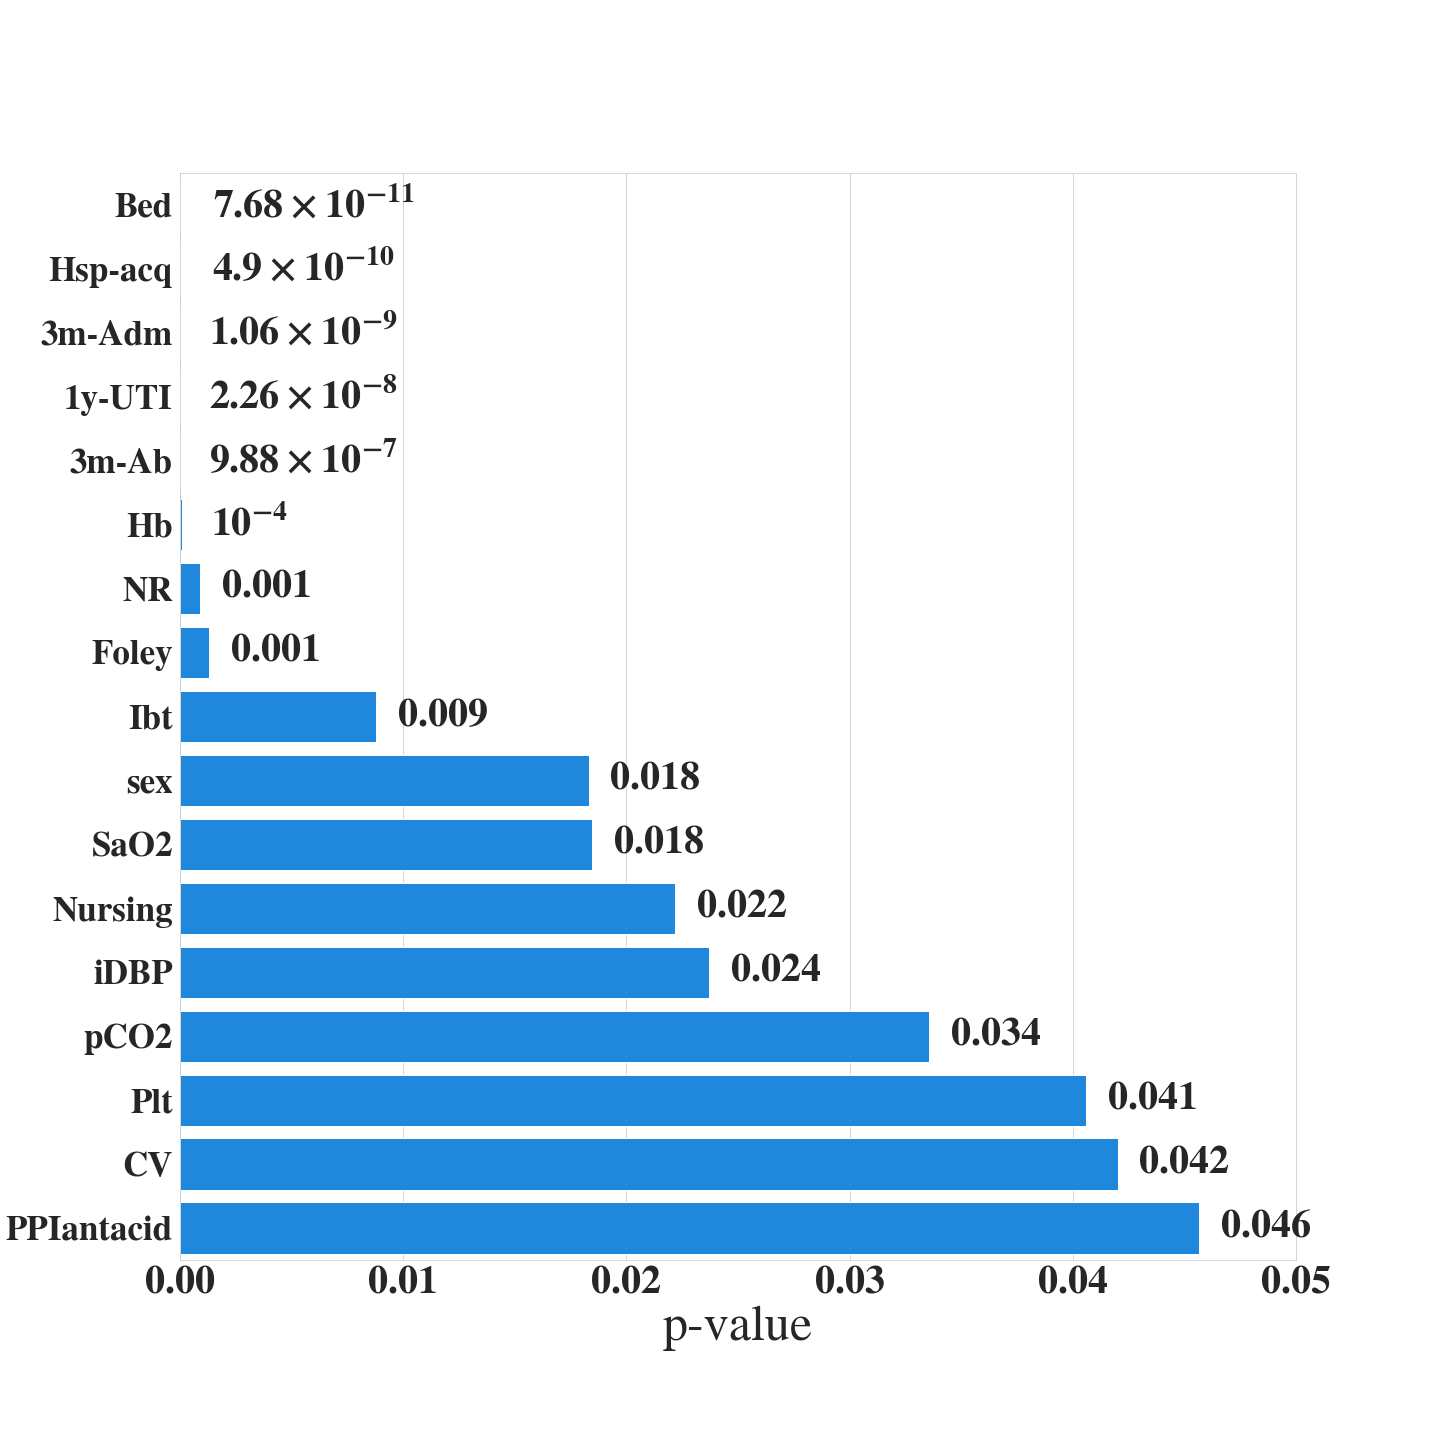 Bed 7.68 × 10⁻¹¹
Hsp-acq 4.9 × 10⁻¹⁰
3m-Adm 1.06 × 10⁻⁹
1y-UTI 2.26 × 10⁻⁸
3m-Ab 9.88 × 10⁻⁷
Hb 10⁻⁴
NR 0.001
Foley 0.001
Ibt 0.009
sex 0.018
SaO2 0.018
Nursing 0.022
iDBP 0.024
pCO2 0.034
Plt 0.041
CV 0.042
PPIantacid 0.046
0.00 0.01 0.02 0.03 0.04 0.05
p-value